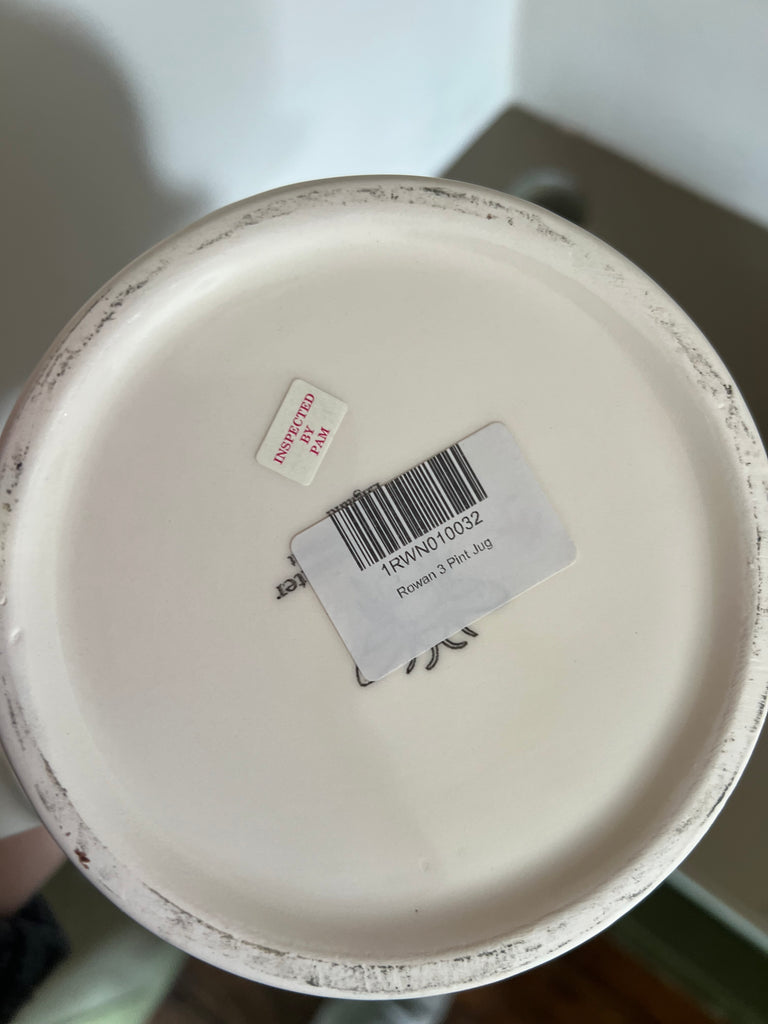 INSPECTED
BY
PAM
1RWN010032
Rowan 3 Pint Jug